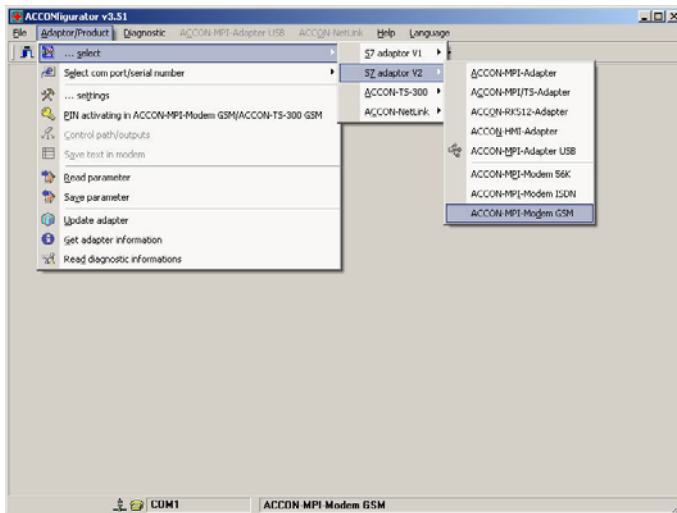 ACCONfigurator v3.51
File Adaptor/Product Diagnostic ACCON-MPI-Adapter USB ACCON-NetLink Help Language
... select
Select com port/serial number
... settings
PIN activating in ACCON-MPI-Modem GSM/ACCON-TS-300 GSM
Control path/outputs
Save text in modem
Read parameter
Save parameter
Update adapter
Get adapter information
Read diagnostic informations
S7 adaptor V1
S7 adaptor V2
ACCON-TS-300
ACCON-NetLink
ACCON-MPI-Adapter
ACCON-MPI/TS-Adapter
ACCON-RK512-Adapter
ACCON-HMI-Adapter
ACCON-MPI-Adapter USB
ACCON-MPI-Modem 56K
ACCON-MPI-Modem ISDN
ACCON-MPI-Modem GSM
COM1 ACCON-MPI-Modem GSM